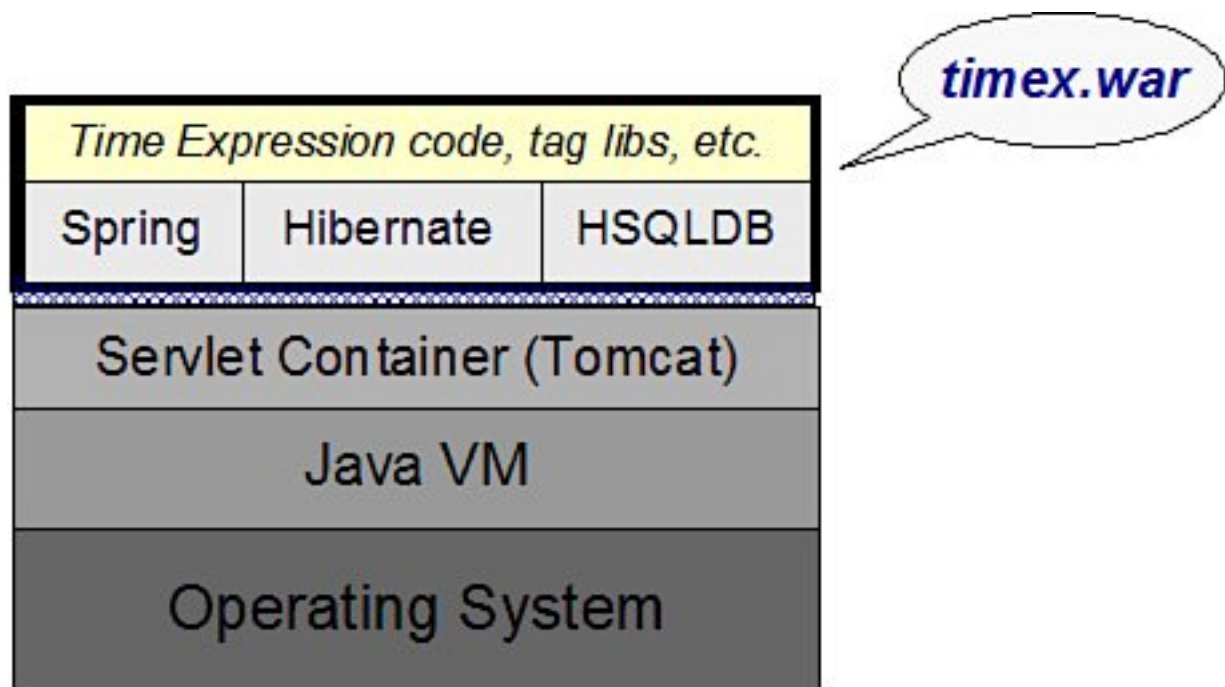 timex.war
Time Expression code, tag libs, etc.
Spring Hibernate HSQLDB
Servlet Container (Tomcat)
Java VM
Operating System